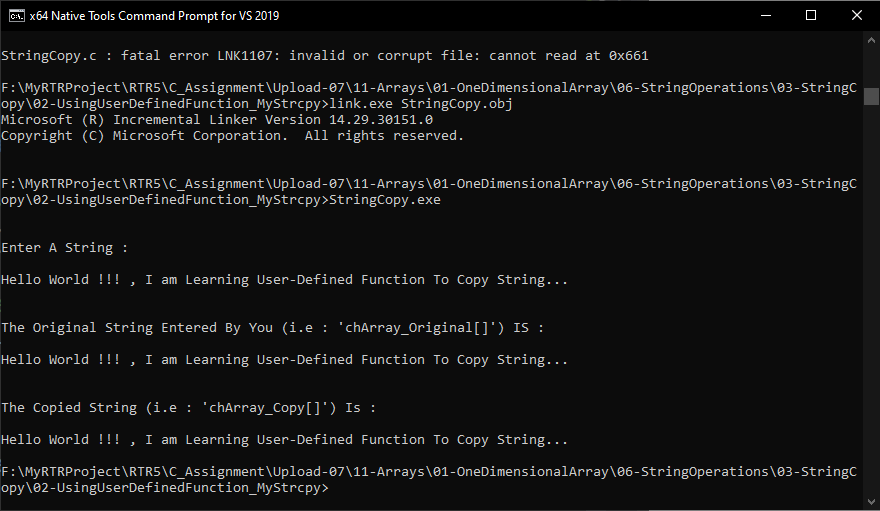 x64 Native Tools Command Prompt for VS 2019
StringCopy.c : fatal error LNK1107: invalid or corrupt file: cannot read at 0x661
F:\MyRTRProject\RTR5\C_Assignment\Upload-07\11-Arrays\01-OneDimensionalArray\06-StringOperations\03-StringC
opy\02-UsingUserDefinedFunction_MyStrcpy>link.exe StringCopy.obj
Microsoft (R) Incremental Linker Version 14.29.30151.0
Copyright (C) Microsoft Corporation.  All rights reserved.
F:\MyRTRProject\RTR5\C_Assignment\Upload-07\11-Arrays\01-OneDimensionalArray\06-StringOperations\03-StringC
opy\02-UsingUserDefinedFunction_MyStrcpy>StringCopy.exe
Enter A String :
Hello World !!! , I am Learning User-Defined Function To Copy String...
The Original String Entered By You (i.e : 'chArray_Original[]') IS :
Hello World !!! , I am Learning User-Defined Function To Copy String...
The Copied String (i.e : 'chArray_Copy[]') Is :
Hello World !!! , I am Learning User-Defined Function To Copy String...
F:\MyRTRProject\RTR5\C_Assignment\Upload-07\11-Arrays\01-OneDimensionalArray\06-StringOperations\03-StringC
opy\02-UsingUserDefinedFunction_MyStrcpy>